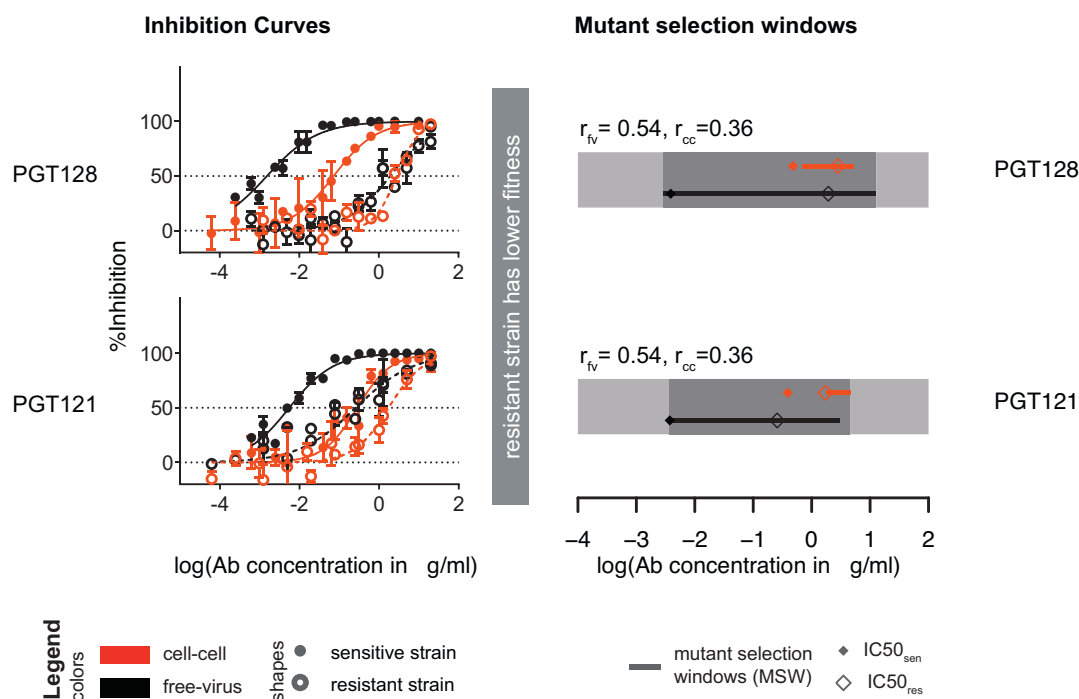 Inhibition Curves
Mutant selection windows
%Inhibition
PGT128
100
50
0
-4
-2
0
2
PGT121
100
50
0
-4
-2
0
2
log(Ab concentration in g/ml)
resistant strain has lower fitness
r_fv = 0.54, r_cc=0.36
PGT128
r_fv = 0.54, r_cc=0.36
PGT121
−4 −3 −2 −1 0 1 2
log(Ab concentration in g/ml)
Legend
colors
cell-cell
free-virus
shapes
sensitive strain
resistant strain
mutant selection
windows (MSW)
IC50_sen
IC50_res